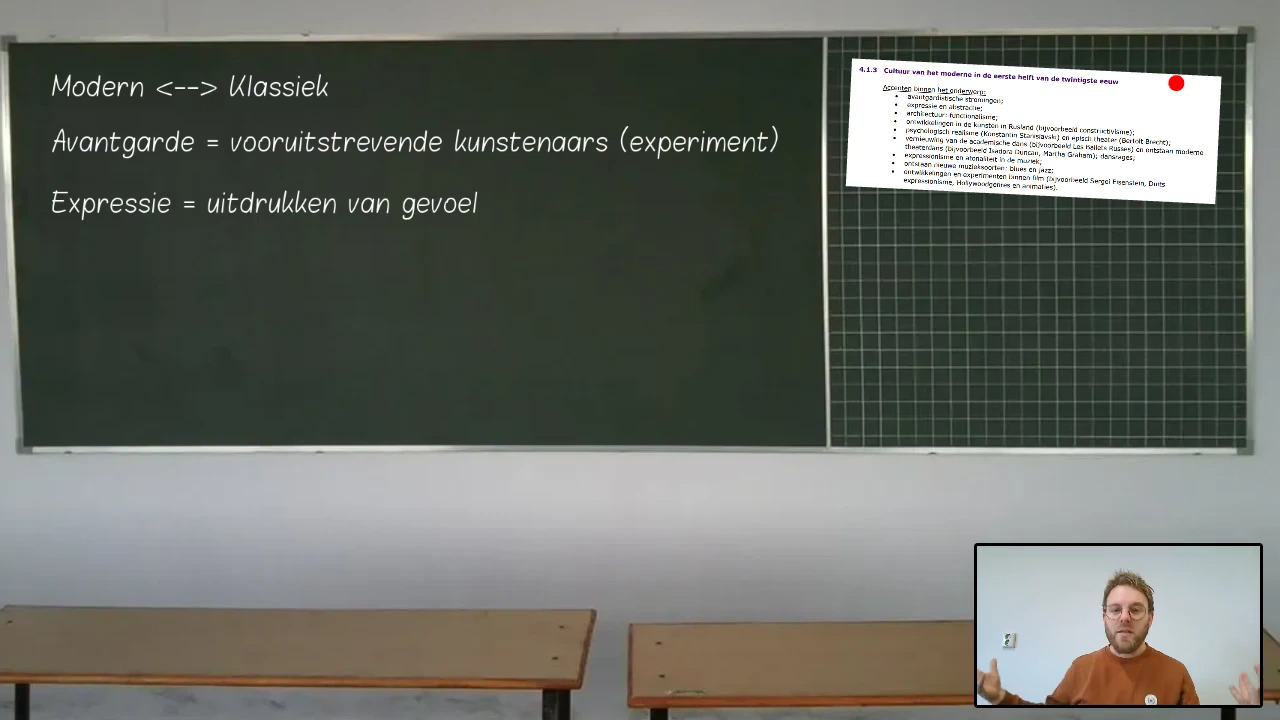 Modern <--> Klassiek
Avantgarde = vooruitstrevende kunstenaars (experiment)
Expressie = uitdrukken van gevoel
4.1.3 Cultuur van het moderne in de eerste helft van de twintigste eeuw
Accenten binnen het onderwerp:
• avantgardistische stromingen;
• expressie en abstractie;
• architectuur: functionalisme;
• ontwikkelingen in de kunsten in Rusland (bijvoorbeeld constructivisme);
• psychologisch realisme (Konstantin Stanislavski) en episch theater (Bertolt Brecht);
• vernieuwing van de academische dans (bijvoorbeeld Les Ballets Russes) en ontstaan moderne
theaterdans (bijvoorbeeld Isadora Duncan, Martha Graham); dansrages;
• expressionisme en atonaliteit in de muziek;
• ontstaan nieuwe muzieksoorten: blues en jazz;
• ontwikkelingen en experimenten binnen film (bijvoorbeeld Sergei Eisenstein, Duits
expressionisme, Hollywoodgenres en animaties).